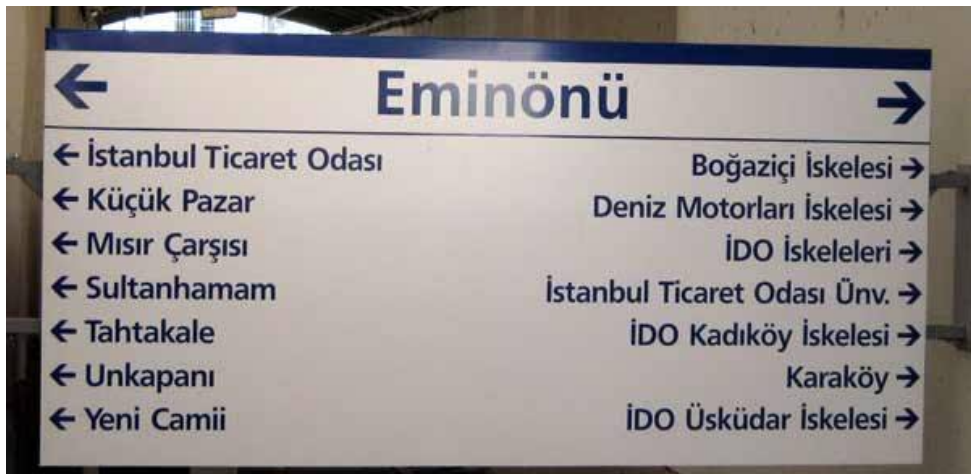 ← Eminönü →
← İstanbul Ticaret Odası
← Küçük Pazar
← Mısır Çarşısı
← Sultanhamam
← Tahtakale
← Unkapanı
← Yeni Camii
Boğaziçi İskelesi →
Deniz Motorları İskelesi →
İDO İskeleleri →
İstanbul Ticaret Odası Ünv. →
İDO Kadıköy İskelesi →
Karaköy →
İDO Üsküdar İskelesi →